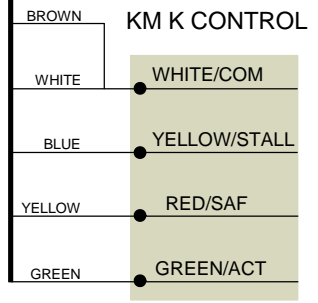 BROWN
KM K CONTROL
WHITE
WHITE/COM
BLUE
YELLOW/STALL
YELLOW
RED/SAF
GREEN
GREEN/ACT